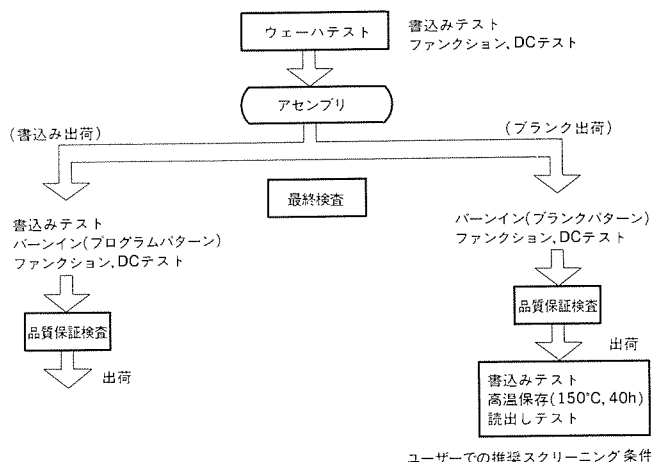 ウェーハテスト
書込みテスト
ファンクション,DCテスト
アセンブリ
(書込み出荷)
(ブランク出荷)
最終検査
書込みテスト
バーンイン(プログラムパターン)
ファンクション,DCテスト
品質保証検査
出荷
バーンイン(ブランクパターン)
ファンクション,DCテスト
品質保証検査
出荷
書込みテスト
高温保存(150°C, 40h)
読出しテスト
ユーザーでの推奨スクリーニング条件